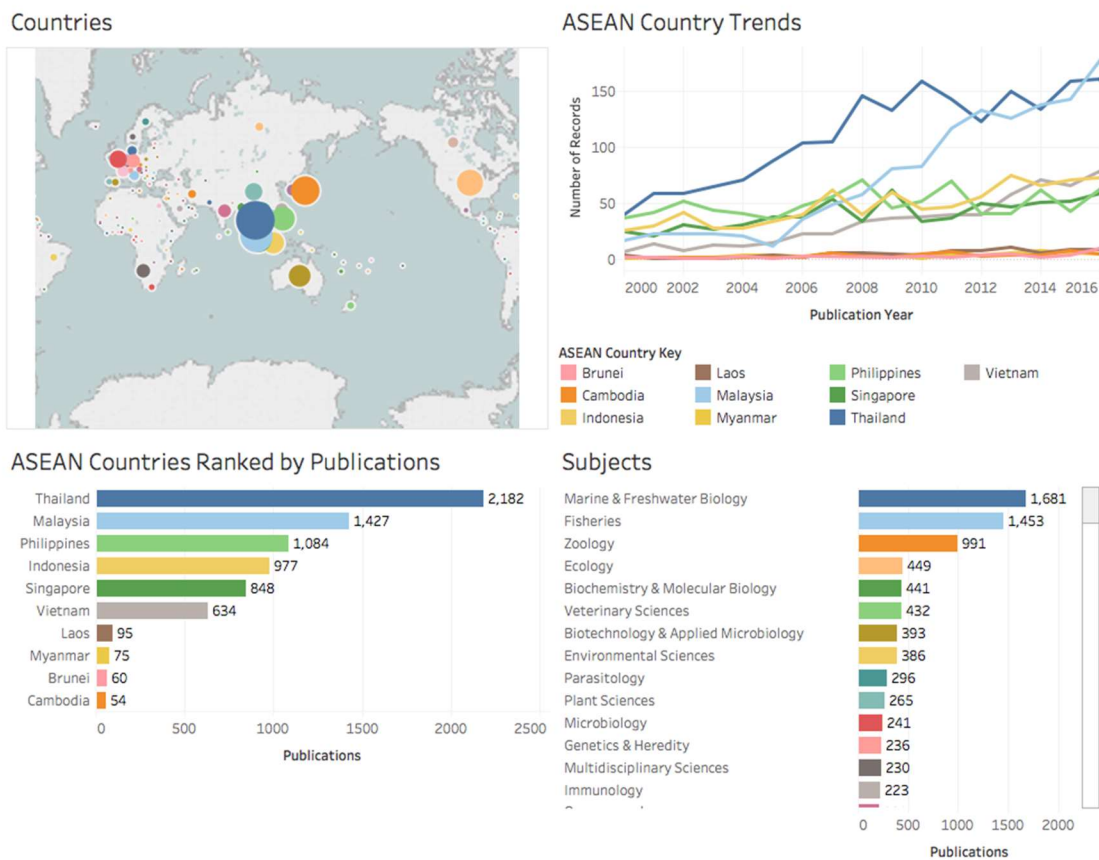 Countries
ASEAN Country Trends
Number of Records
150
100
50
0
2000 2002 2004 2006 2008 2010 2012 2014 2016
Publication Year
ASEAN Country Key
Brunei Laos Philippines Vietnam
Cambodia Malaysia Singapore
Indonesia Myanmar Thailand
ASEAN Countries Ranked by Publications
Thailand 2,182
Malaysia 1,427
Philippines 1,084
Indonesia 977
Singapore 848
Vietnam 634
Laos 95
Myanmar 75
Brunei 60
Cambodia 54
0 500 1000 1500 2000 2500
Publications
Subjects
Marine & Freshwater Biology 1,681
Fisheries 1,453
Zoology 991
Ecology 449
Biochemistry & Molecular Biology 441
Veterinary Sciences 432
Biotechnology & Applied Microbiology 393
Environmental Sciences 386
Parasitology 296
Plant Sciences 265
Microbiology 241
Genetics & Heredity 236
Multidisciplinary Sciences 230
Immunology 223
0 500 1000 1500 2000
Publications